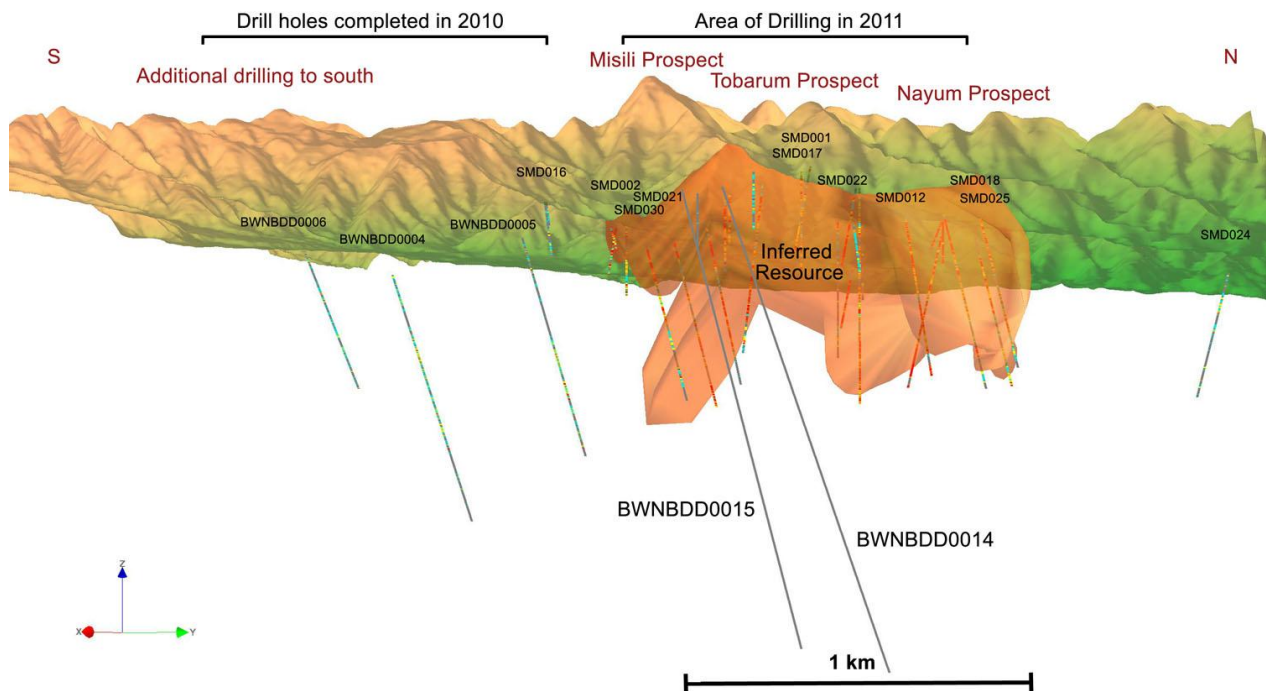 Drill holes completed in 2010
Area of Drilling in 2011
S
N
Misili Prospect
Additional drilling to south
Tobarum Prospect
Nayum Prospect
SMD001
SMD017
SMD016
SMD002
SMD022
SMD018
SMD021
SMD012
SMD025
SMD030
BWNBDD0006
BWNBDD0005
BWNBDD0004
SMD024
Inferred
Resource
BWNBDD0015
BWNBDD0014
Z
X
Y
1 km